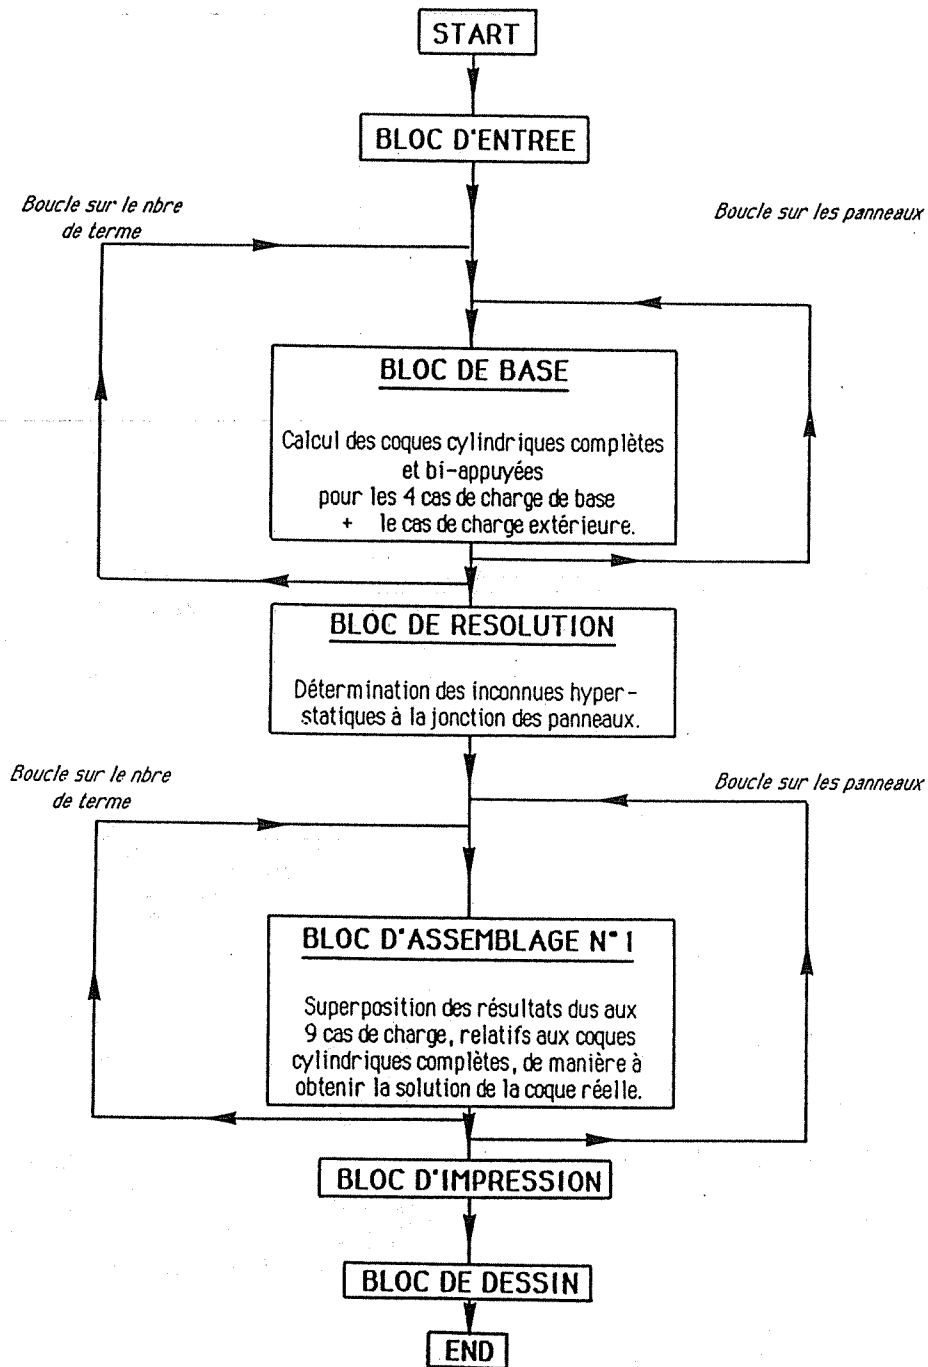 START
BLOC D'ENTREE
Boucle sur le nbre
de terme
Boucle sur les panneaux
BLOC DE BASE
Calcul des coques cylindriques complètes
et bi-appuyées
pour les 4 cas de charge de base
+ le cas de charge extérieure.
BLOC DE RESOLUTION
Détermination des inconnues hyper-
statiques à la jonction des panneaux.
Boucle sur le nbre
de terme
Boucle sur les panneaux
BLOC D'ASSEMBLAGE N° 1
Superposition des résultats dus aux
9 cas de charge, relatifs aux coques
cylindriques complètes, de manière à
obtenir la solution de la coque réelle.
BLOC D'IMPRESSION
BLOC DE DESSIN
END